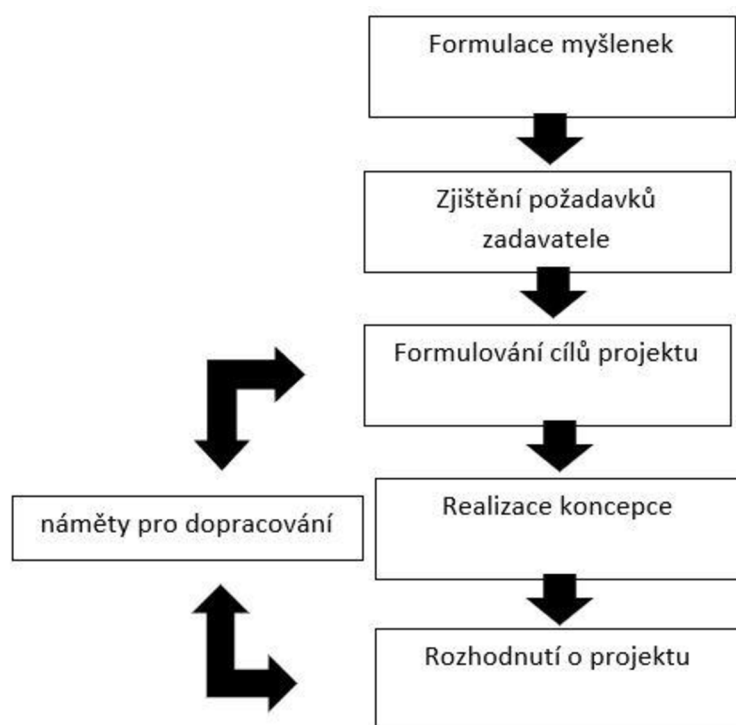 Formulace myšlenek
Zjištění požadavků
zadavatele
Formulování cílů projektu
Realizace koncepce
náměty pro dopracování
Rozhodnutí o projektu